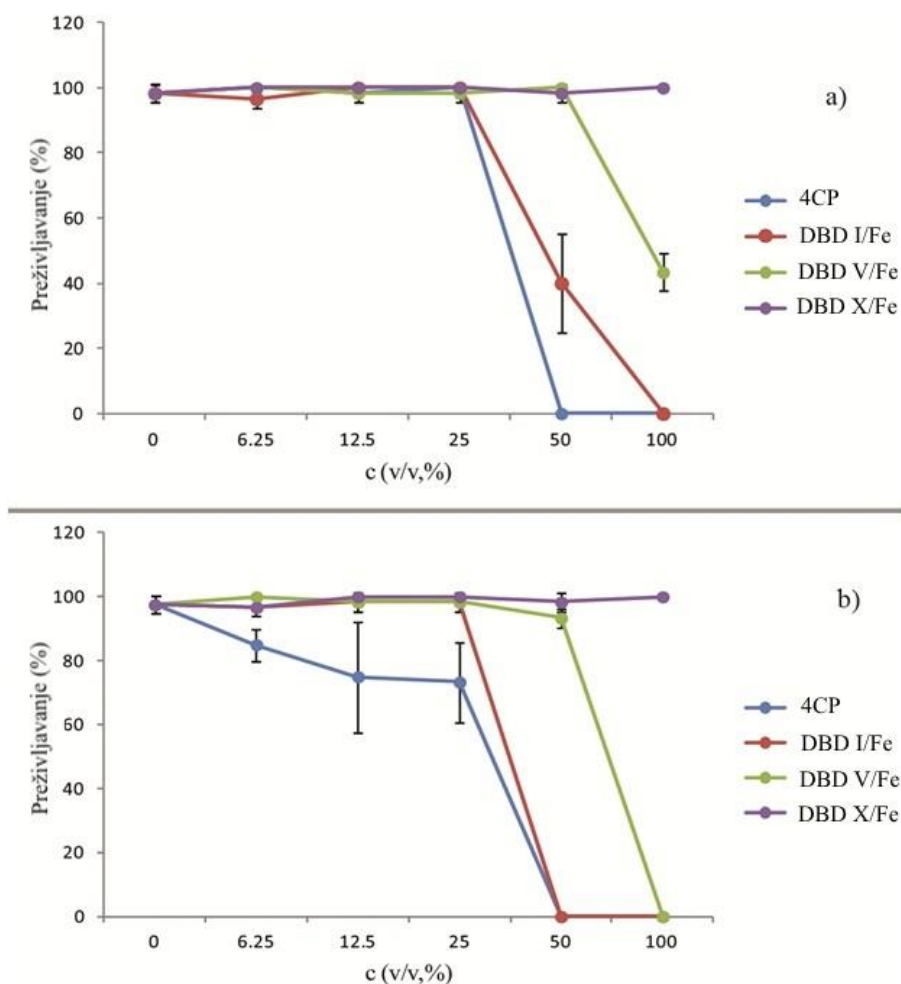 120
100
80
60
40
20
0
Preživljavanje (%)
0 6.25 12.5 25 50 100
c (v/v,%)
a)
4CP
DBD I/Fe
DBD V/Fe
DBD X/Fe
120
100
80
60
40
20
0
Preživljavanje (%)
0 6.25 12.5 25 50 100
c (v/v,%)
b)
4CP
DBD I/Fe
DBD V/Fe
DBD X/Fe